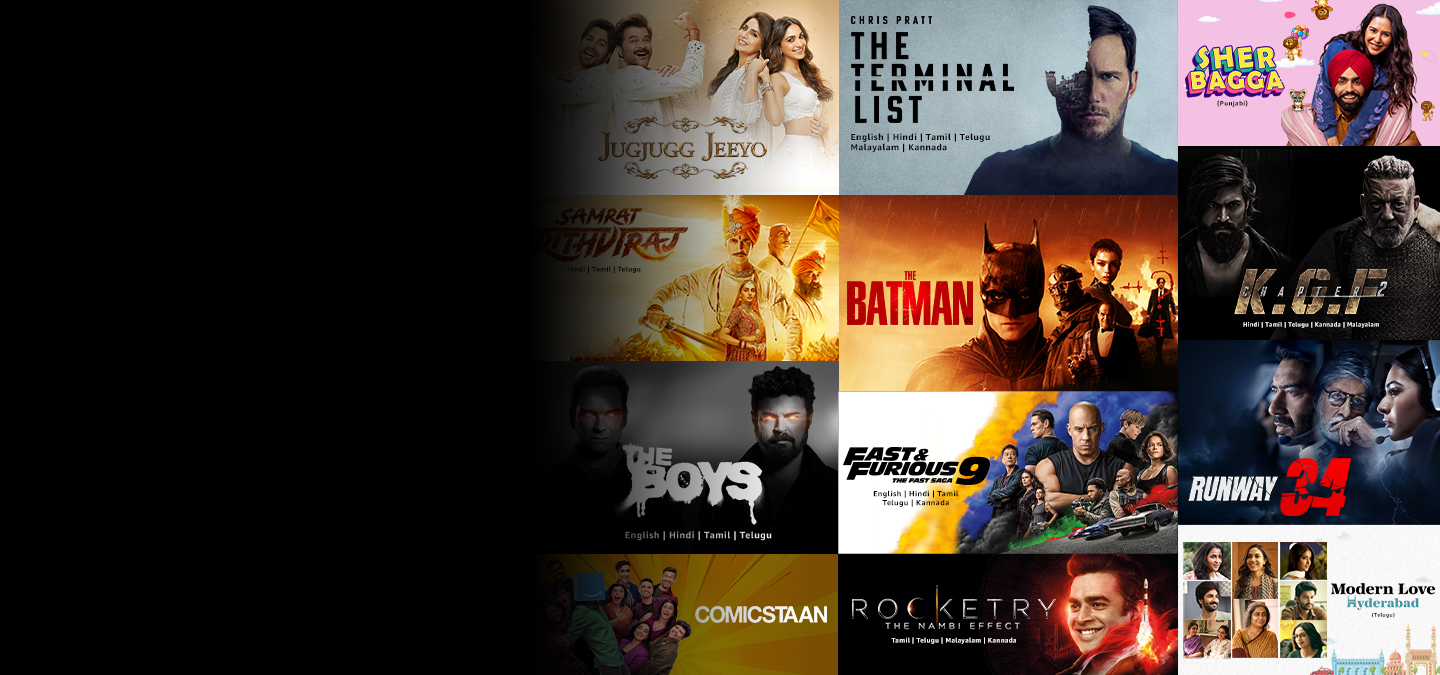 JUGJUGG JEEYO
SAMRAT
PRITHVIRAJ
Hindi | Tamil | Telugu
THE
BOYS
English | Hindi | Tamil | Telugu
COMICSTAAN
CHRIS PRATT
THE
TERMINAL
LIST
English | Hindi | Tamil | Telugu
Malayalam | Kannada
THE
BATMAN
FAST &
FURIOUS 9
THE FAST SAGA
English | Hindi | Tamil
Telugu | Kannada
ROCKETRY
THE NAMBI EFFECT
Tamil | Telugu | Malayalam | Kannada
SHER
BAGGA
(Punjabi)
K.G.F
CHAPTER 2
Hindi | Tamil | Telugu | Kannada | Malayalam
RUNWAY 34
Modern Love
Hyderabad
(Telugu)